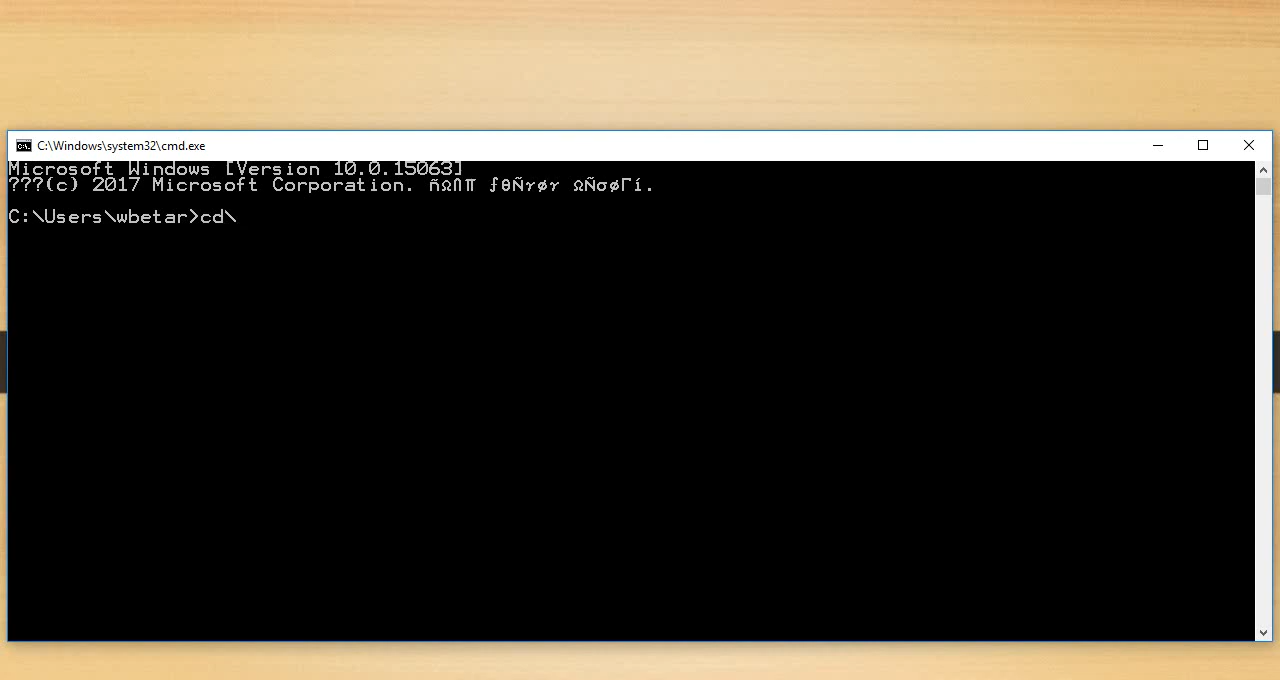 C:\Windows\system32\cmd.exe
Microsoft Windows [Version 10.0.15063]
???(c) 2017 Microsoft Corporation.
C:\Users\wbetar>cd\